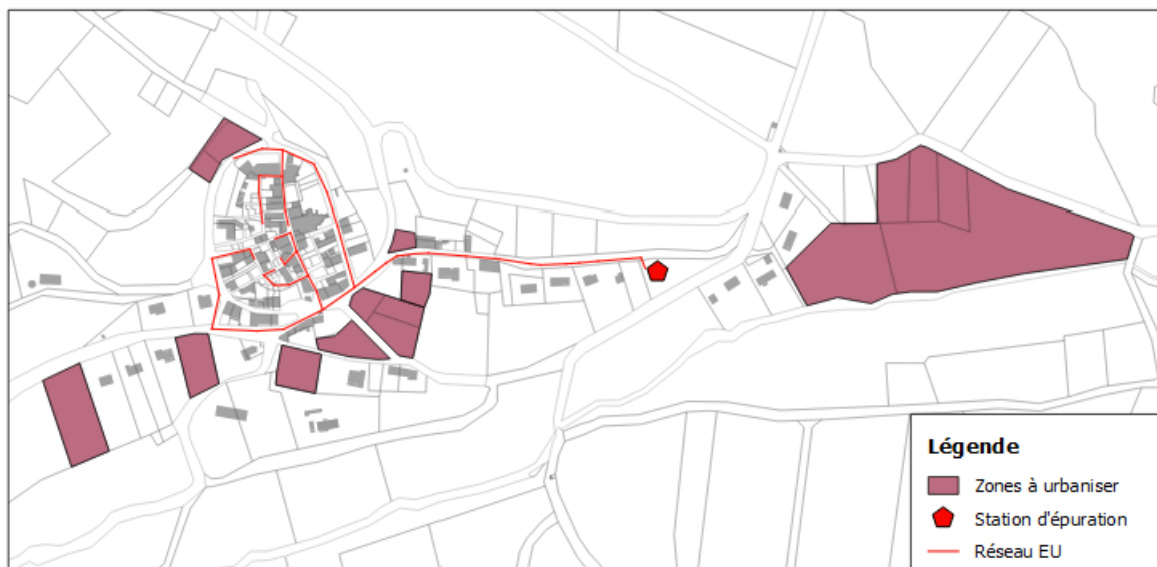 Légende
Zones à urbaniser
Station d'épuration
Réseau EU